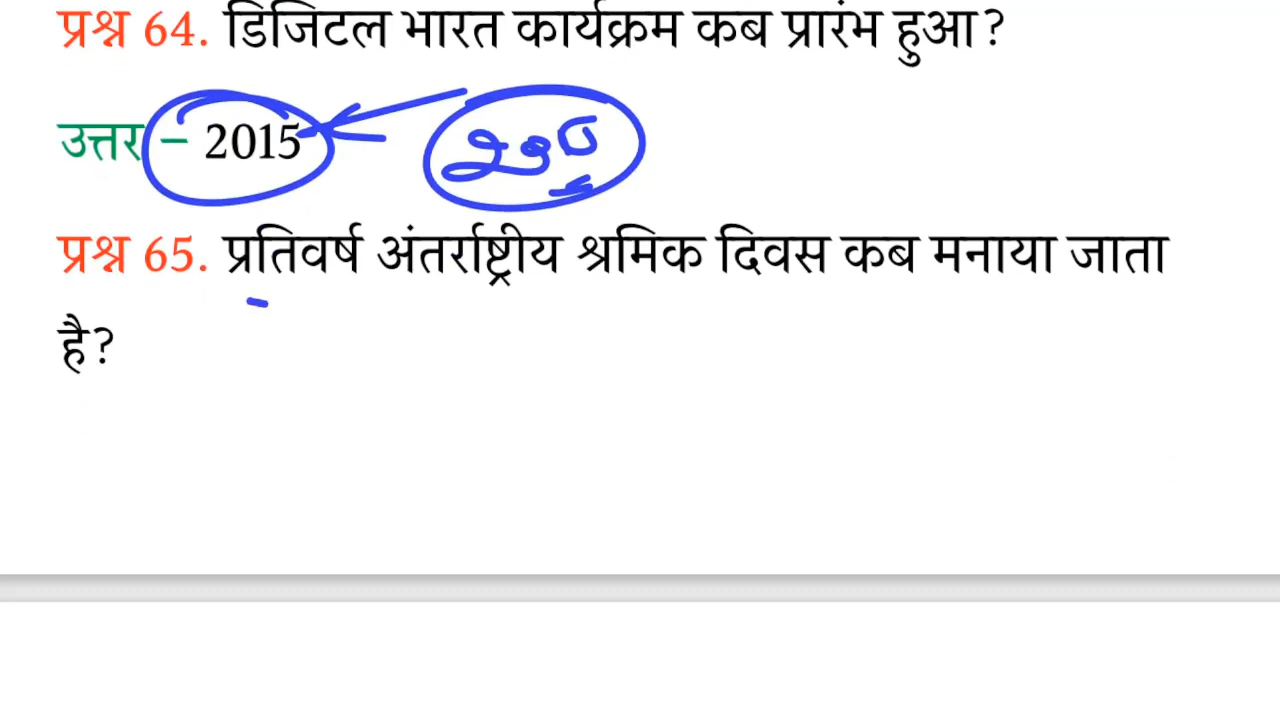 प्रश्न 64. डिजिटल भारत कार्यक्रम कब प्रारंभ हुआ?
उत्तर – 2015
प्रश्न 65. प्रतिवर्ष अंतर्राष्ट्रीय श्रमिक दिवस कब मनाया जाता
है?